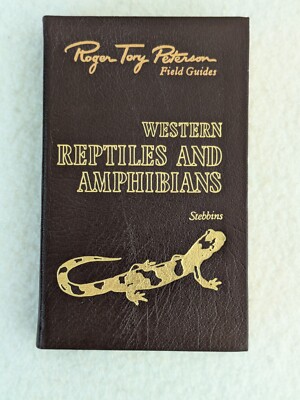 Roger Tory Peterson
Field Guides
WESTERN
REPTILES AND
AMPHIBIANS
Stebbins